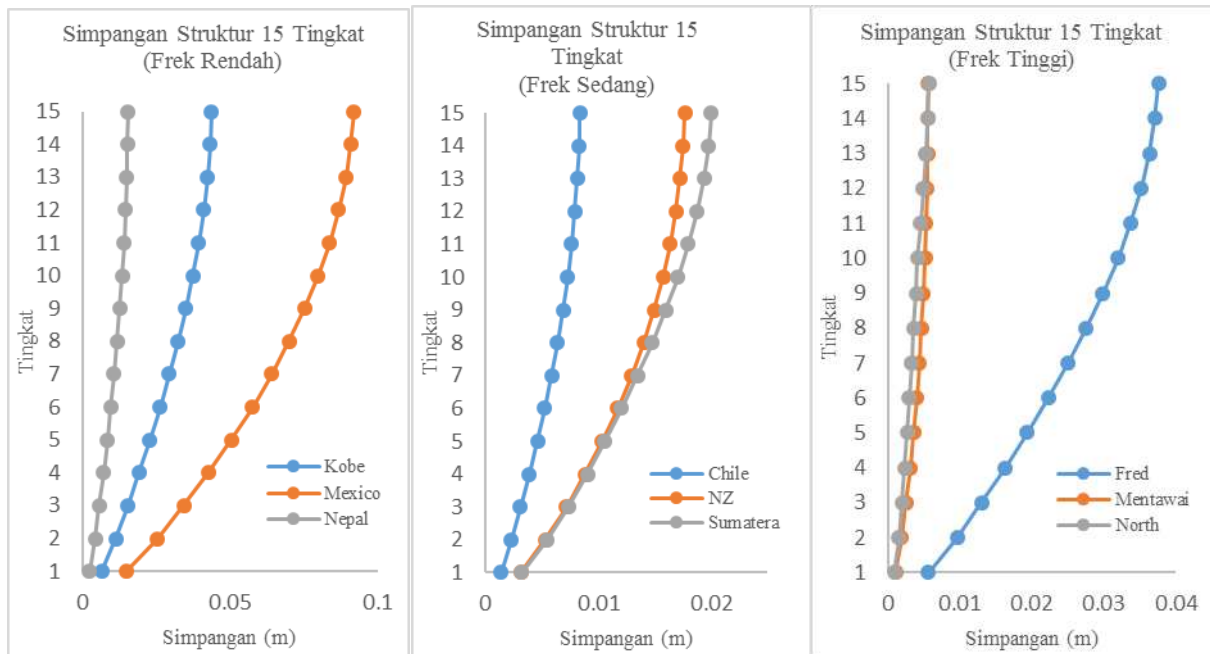 Simpangan Struktur 15 Tingkat
(Frek Rendah)
15
14
13
12
11
10
9
8
7
6
5
4
3
2
1
Tingkat
Kobe
Mexico
Nepal
0
0.05
0.1
Simpangan (m)
Simpangan Struktur 15
Tingkat
(Frek Sedang)
15
14
13
12
11
10
9
8
7
6
5
4
3
2
1
Tingkat
Chile
NZ
Sumatera
0
0.01
0.02
Simpangan (m)
Simpangan Struktur 15 Tingkat
(Frek Tinggi)
15
14
13
12
11
10
9
8
7
6
5
4
3
2
1
Tingkat
Fred
Mentawai
North
0
0.01
0.02
0.03
0.04
Simpangan (m)